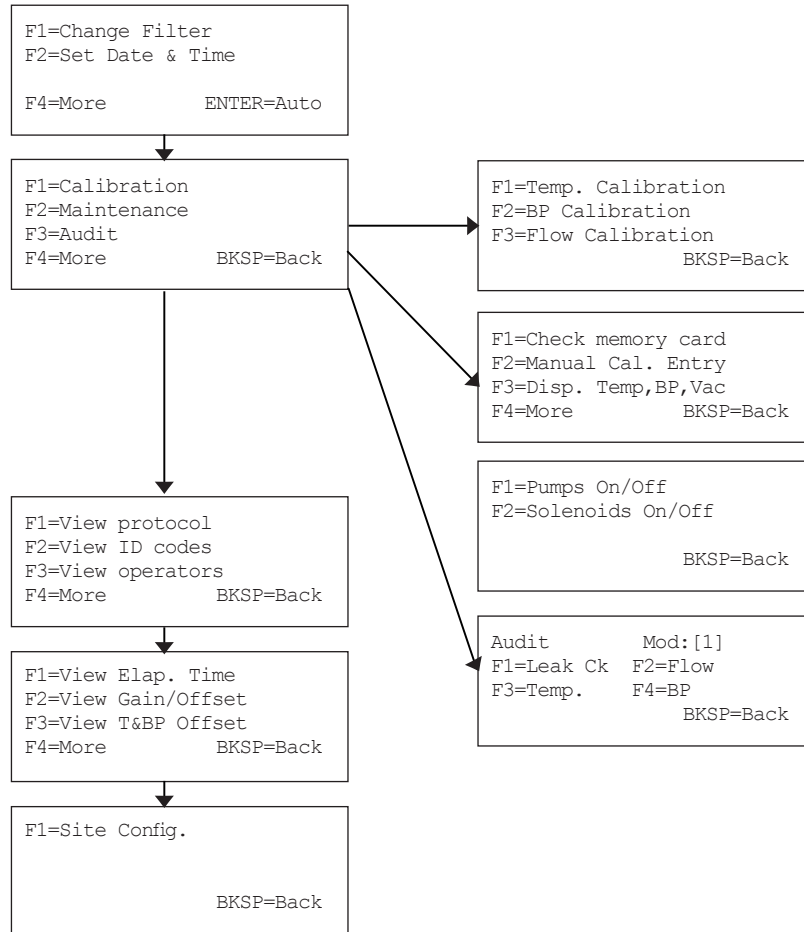 F1=Change Filter
F2=Set Date & Time
F4=More ENTER=Auto
F1=Calibration
F2=Maintenance
F3=Audit
F4=More BKSP=Back
F1=Temp. Calibration
F2=BP Calibration
F3=Flow Calibration
BKSP=Back
F1=Check memory card
F2=Manual Cal. Entry
F3=Disp. Temp,BP,Vac
F4=More BKSP=Back
F1=Pumps On/Off
F2=Solenoids On/Off
BKSP=Back
Audit Mod:[1]
F1=Leak Ck F2=Flow
F3=Temp. F4=BP
BKSP=Back
F1=View protocol
F2=View ID codes
F3=View operators
F4=More BKSP=Back
F1=View Elap. Time
F2=View Gain/Offset
F3=View T&BP Offset
F4=More BKSP=Back
F1=Site Config.
BKSP=Back